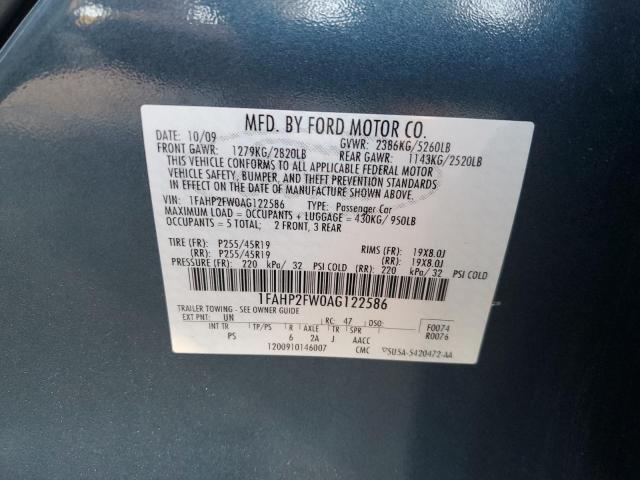 MFD. BY FORD MOTOR CO.
DATE: 10/09 GVWR: 2386KG/5260LB
FRONT GAWR: 1279KG/2820LB REAR GAWR: 1143KG/2520LB
THIS VEHICLE CONFORMS TO ALL APPLICABLE FEDERAL MOTOR
VEHICLE SAFETY, BUMPER, AND THEFT PREVENTION STANDARDS
IN EFFECT ON THE DATE OF MANUFACTURE SHOWN ABOVE.
VIN: 1FAHP2FW0AG122586 TYPE: Passenger Car
MAXIMUM LOAD = OCCUPANTS + LUGGAGE = 430KG/ 950LB
OCCUPANTS = 5 TOTAL; 2 FRONT, 3 REAR
TIRE (FR): P255/45R19 RIMS (FR): 19X8.0J
(RR): P255/45R19 (RR): 19X8.0J
PRESSURE (FR): 220 kPa/ 32 PSI COLD (RR): 220 kPa/ 32 PSI COLD
1FAHP2FW0AG122586
TRAILER TOWING - SEE OWNER GUIDE
EXT PNT: UN RC: 47 DSO: F0074
INT TR TP/PS R AXLE TR SPR R0076
PS 6 2A J AACC
1200910146007 CMC ▽5U5A-5420472-AA